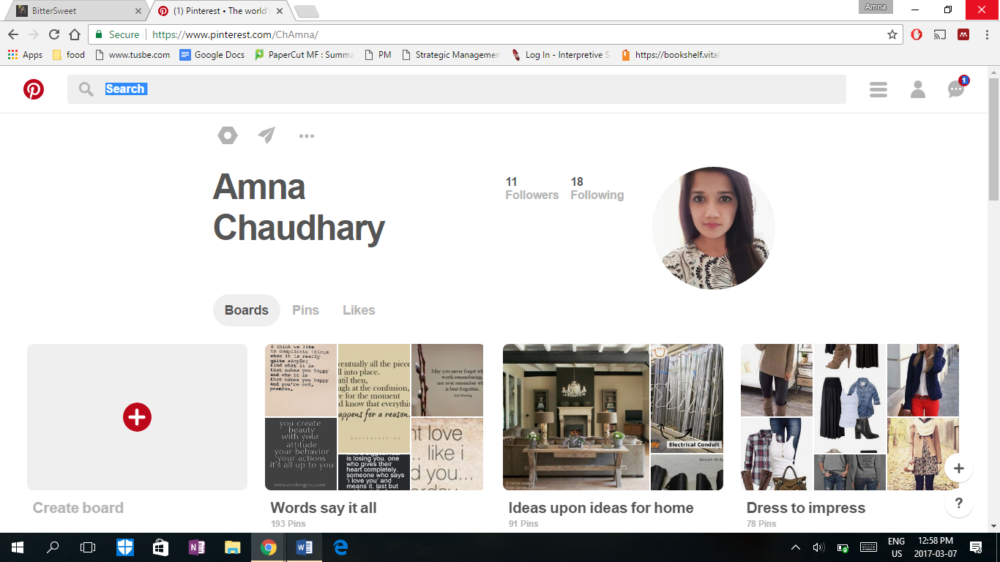 BitterSweet
(1) Pinterest • The world's
Amna
Secure
https://www.pinterest.com/ChAmna/
Apps
food
www.tusbe.com
Google Docs
PaperCut MF : Summa
PM
Strategic Managemen
Log In - Interpretive S
https://bookshelf.vital
Search
1
Amna
Chaudhary
11
Followers
18
Following
Boards
Pins
Likes
Create board
I think we like
to complicate things
when it is really
quite simple;
find what it is
that makes you happy
and who it is
that makes you happy
and you're set.
promise.
ventually all the piece
ll into place.
ntil then,
ugh at the confusion,
ve for the moment
d know that everythi
appens for a reason.
May you never forget wh
worth remembering,
nor ever remember wh
is best forgotten.
you create
beauty
with your
attitude
your behavior
your actions
it's all up to you
www.evokingyou.com
is losing you. one
who gives their
heart completely.
someone who says
'i love you' and
means it. last but
nt love
.. like i
d you...
Words say it all
193 Pins
Electrical Conduit
Ideas upon ideas for home
91 Pins
Dress to impress
78 Pins
+
?
ENG
US
12:58 PM
2017-03-07